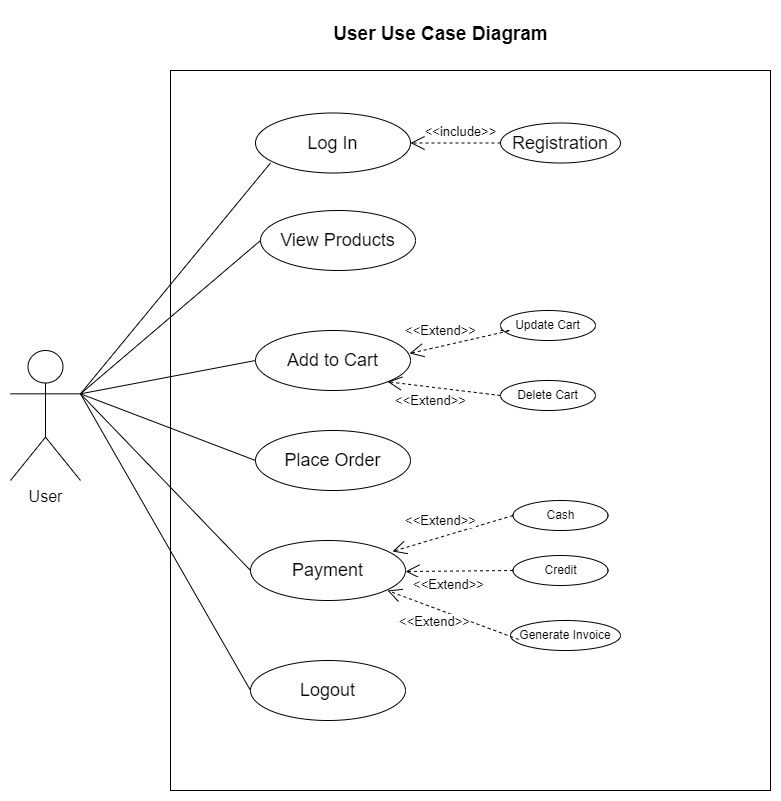 User Use Case Diagram
Log In
<<include>>
Registration
View Products
Add to Cart
<<Extend>>
Update Cart
<<Extend>>
Delete Cart
User
Place Order
Payment
<<Extend>>
Cash
<<Extend>>
Credit
<<Extend>>
Generate Invoice
Logout